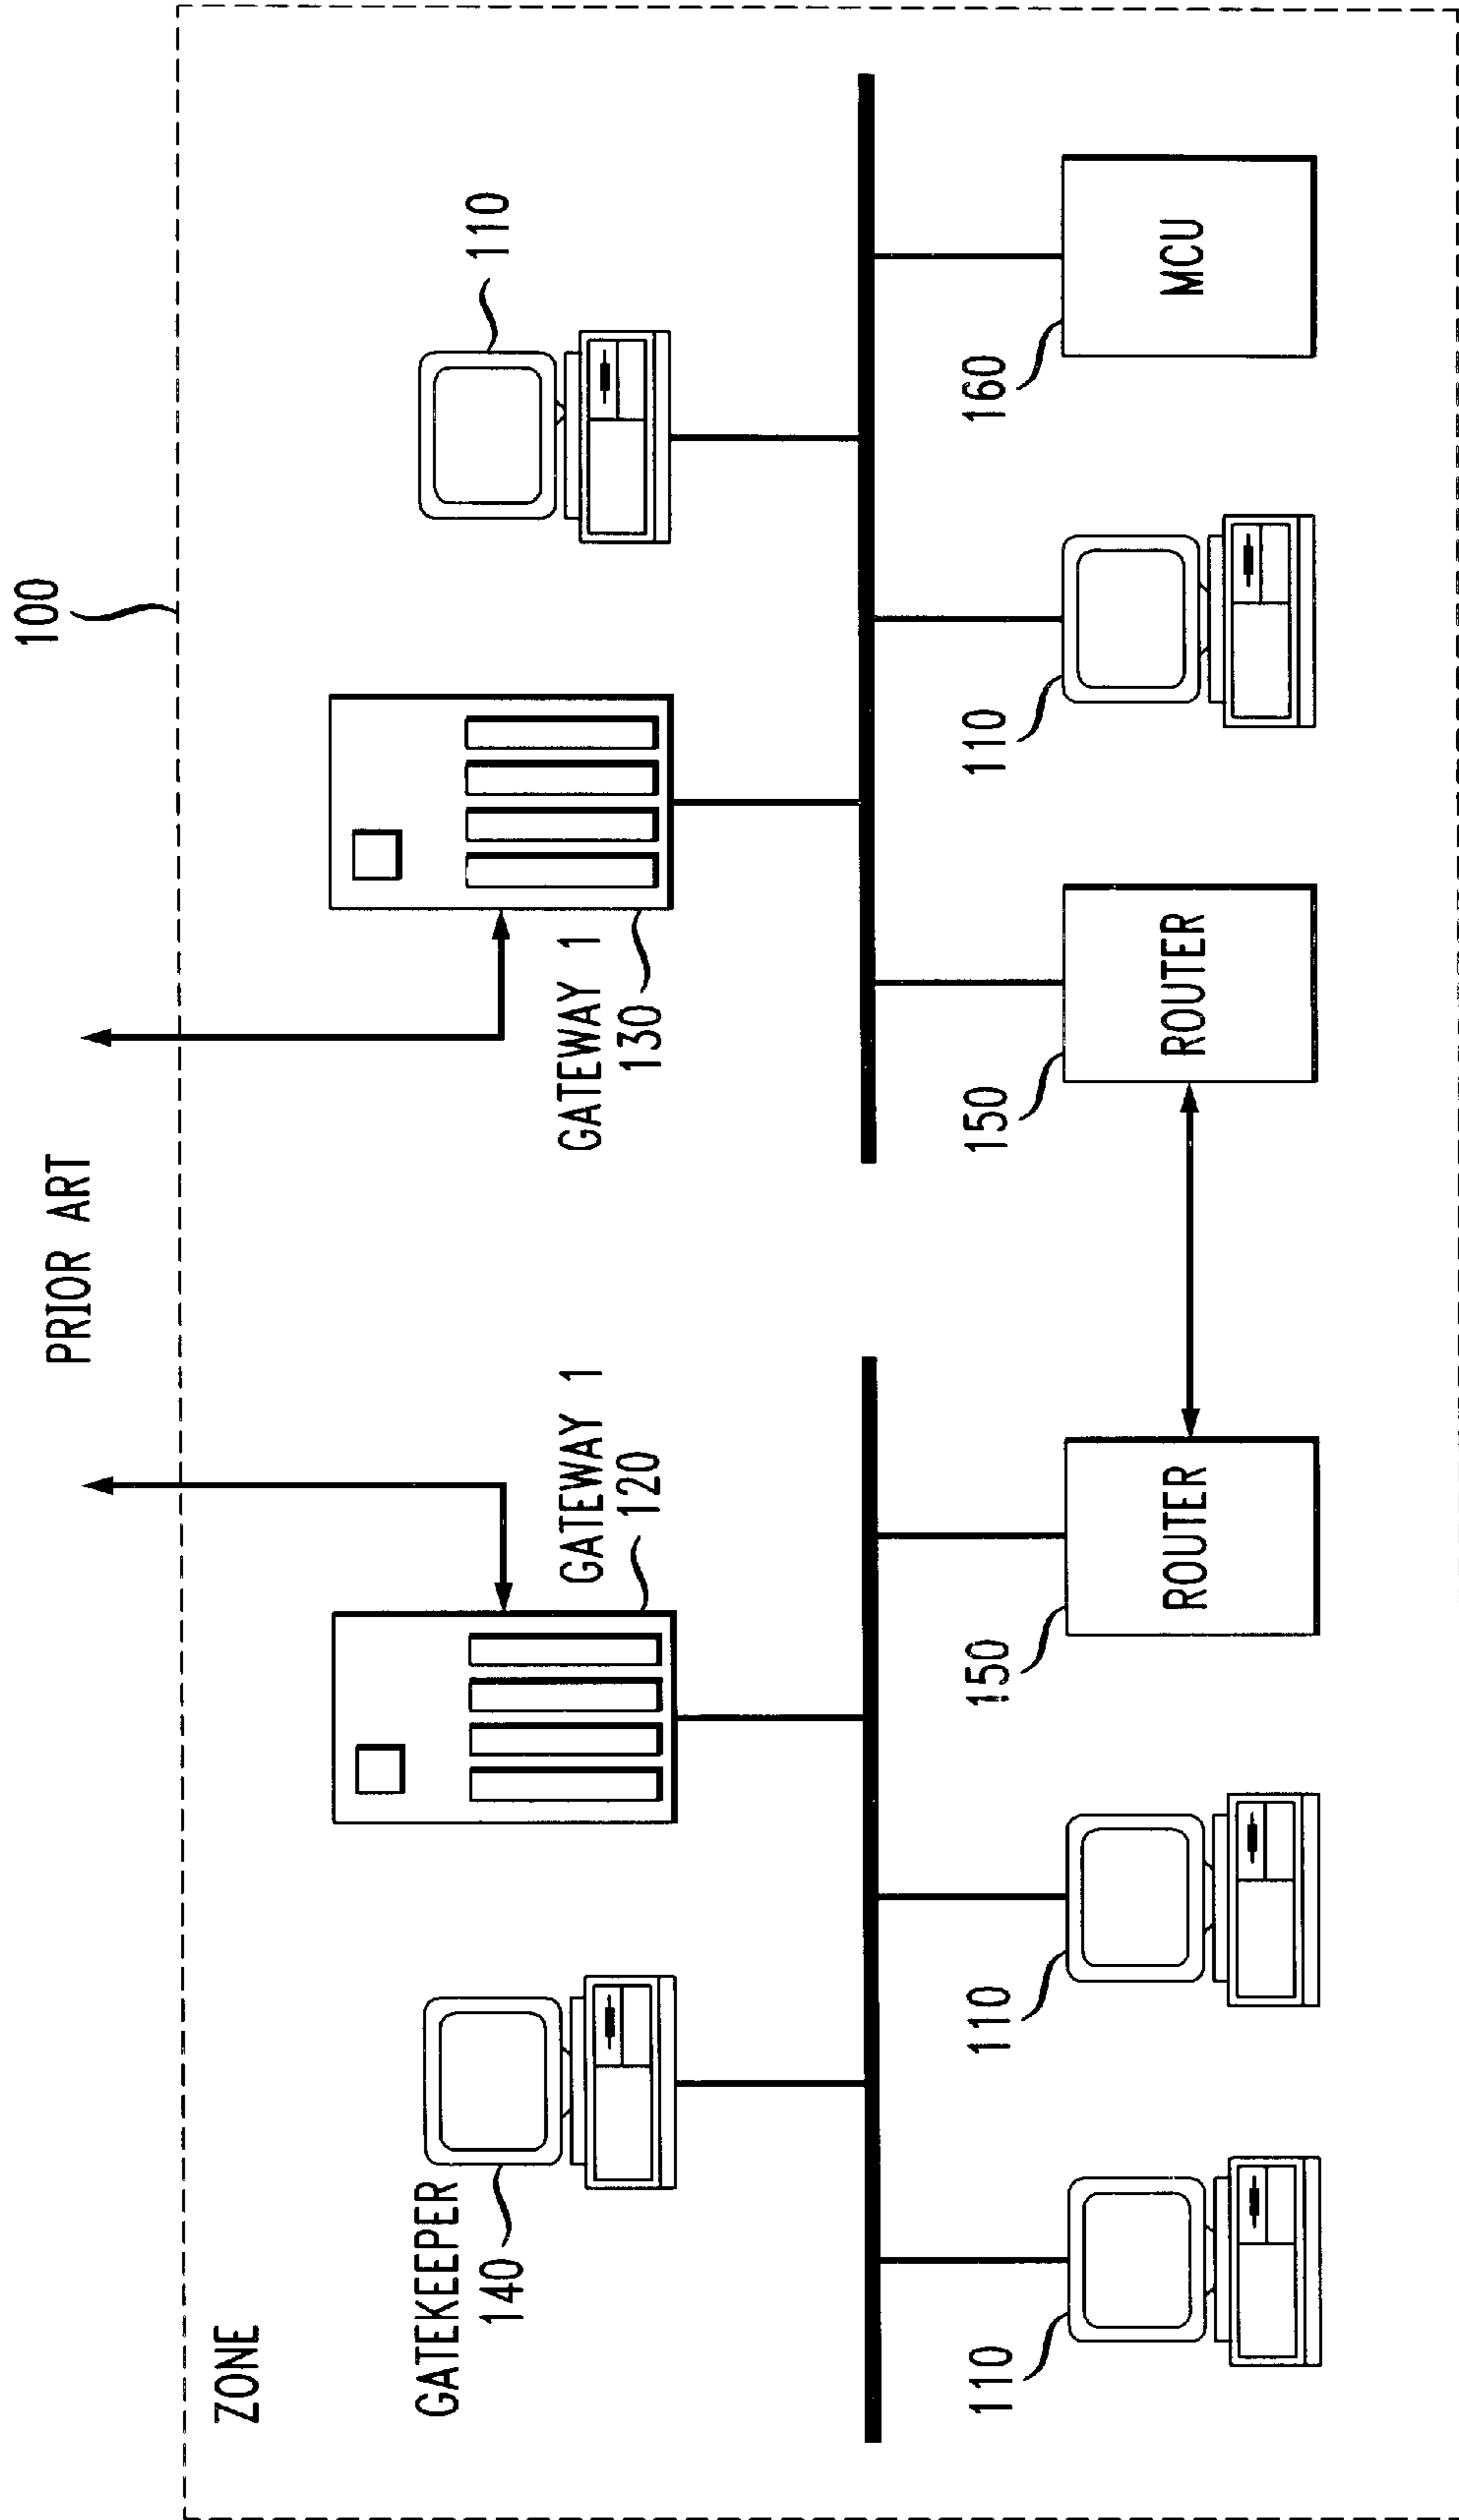 PRIOR ART
100
ZONE
GATEKEEPER
140
GATEWAY 1
120
GATEWAY 1
130
110
110
110
150
ROUTER
150
ROUTER
110
160
MCU